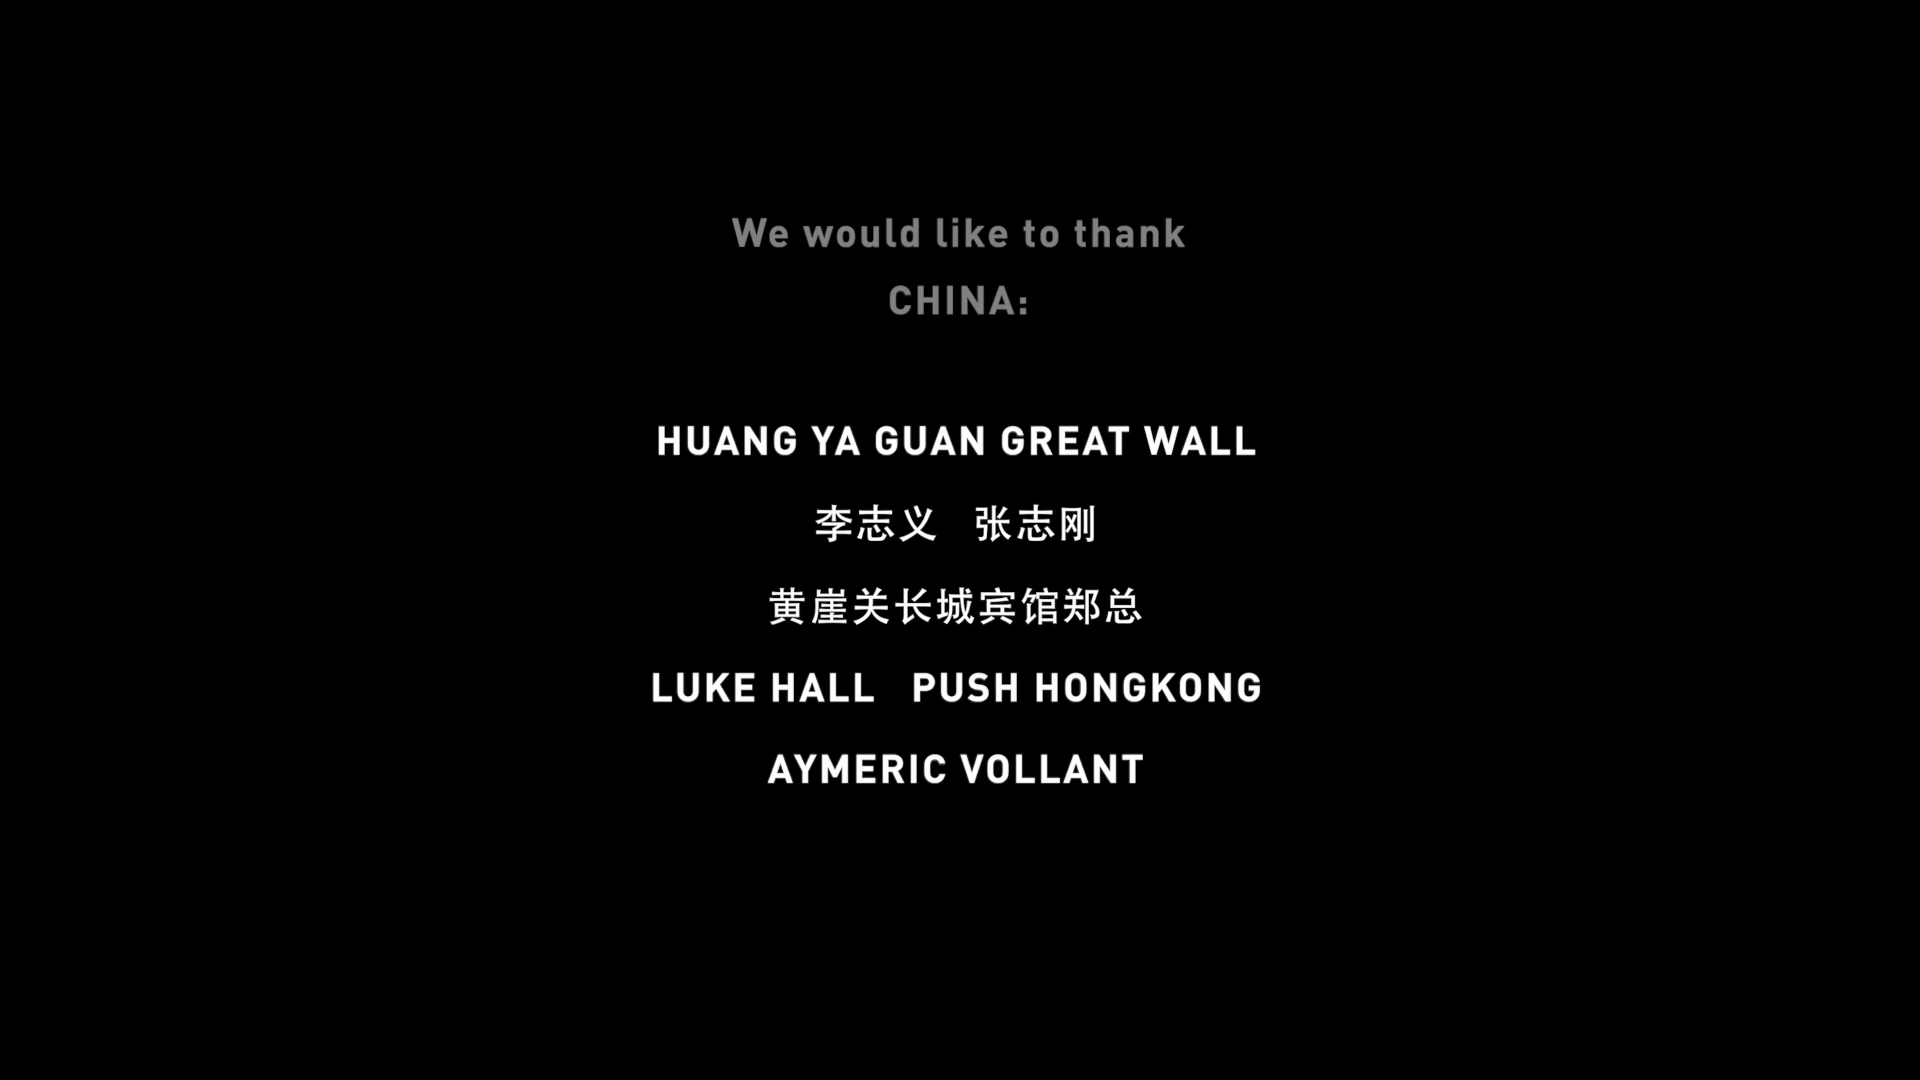 We would like to thank
CHINA:
HUANG YA GUAN GREAT WALL
李志义 张志刚
黄崖关长城宾馆郑总
LUKE HALL PUSH HONGKONG
AYMERIC VOLLANT